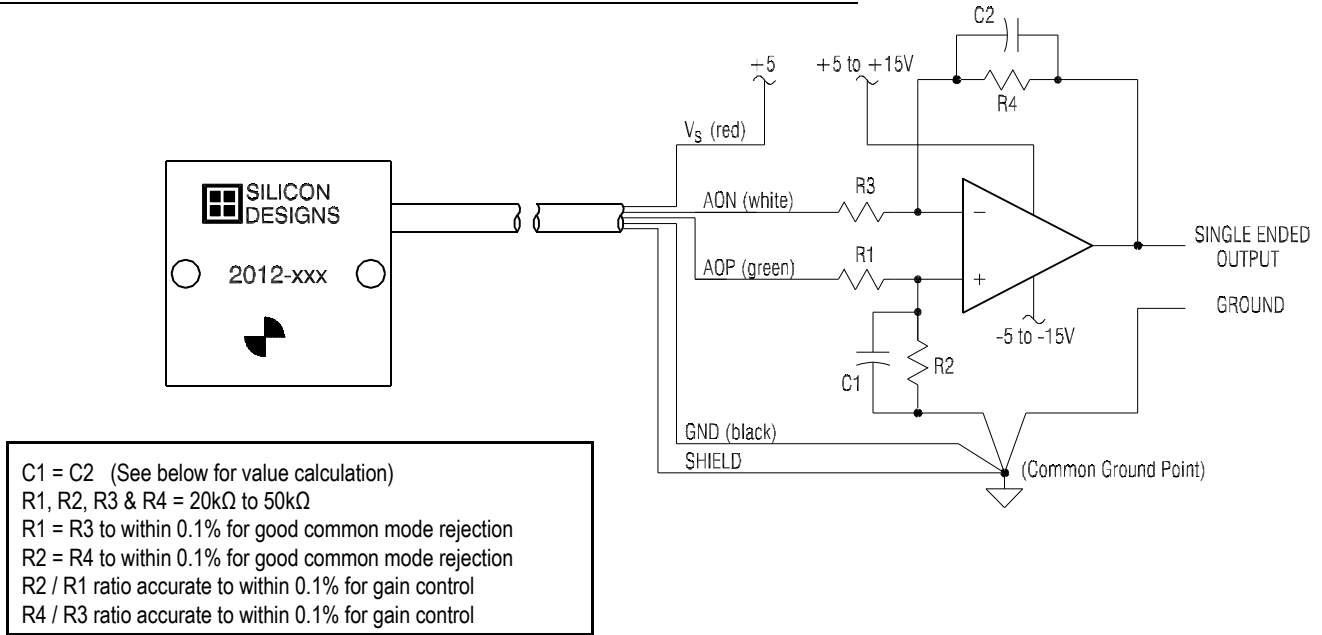 C2
+5
+5 to +15V
R4
VS (red)
SILICON
DESIGNS
AON (white)
R3
−
SINGLE ENDED
OUTPUT
2012-xxx
AOP (green)
R1
+
GROUND
-5 to -15V
R2
C1
GND (black)
SHIELD
(Common Ground Point)
C1 = C2 (See below for value calculation)
R1, R2, R3 & R4 = 20kΩ to 50kΩ
R1 = R3 to within 0.1% for good common mode rejection
R2 = R4 to within 0.1% for good common mode rejection
R2 / R1 ratio accurate to within 0.1% for gain control
R4 / R3 ratio accurate to within 0.1% for gain control